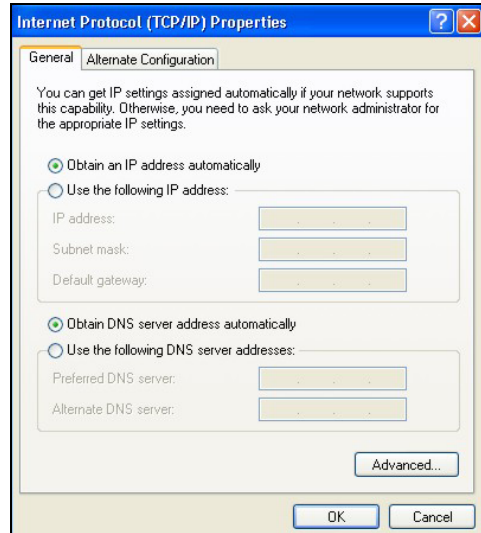 Internet Protocol (TCP/IP) Properties
General
Alternate Configuration
You can get IP settings assigned automatically if your network supports
this capability. Otherwise, you need to ask your network administrator for
the appropriate IP settings.
Obtain an IP address automatically
Use the following IP address:
IP address:
Subnet mask:
Default gateway:
Obtain DNS server address automatically
Use the following DNS server addresses:
Preferred DNS server:
Alternate DNS server:
Advanced...
OK
Cancel